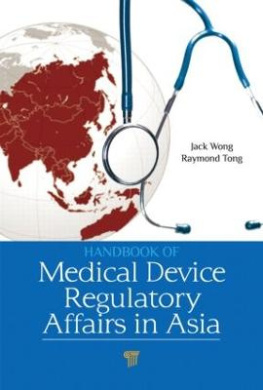 Jack Wong
Raymond Tong
HANDBOOK OF
Medical Device
Regulatory
Affairs in Asia